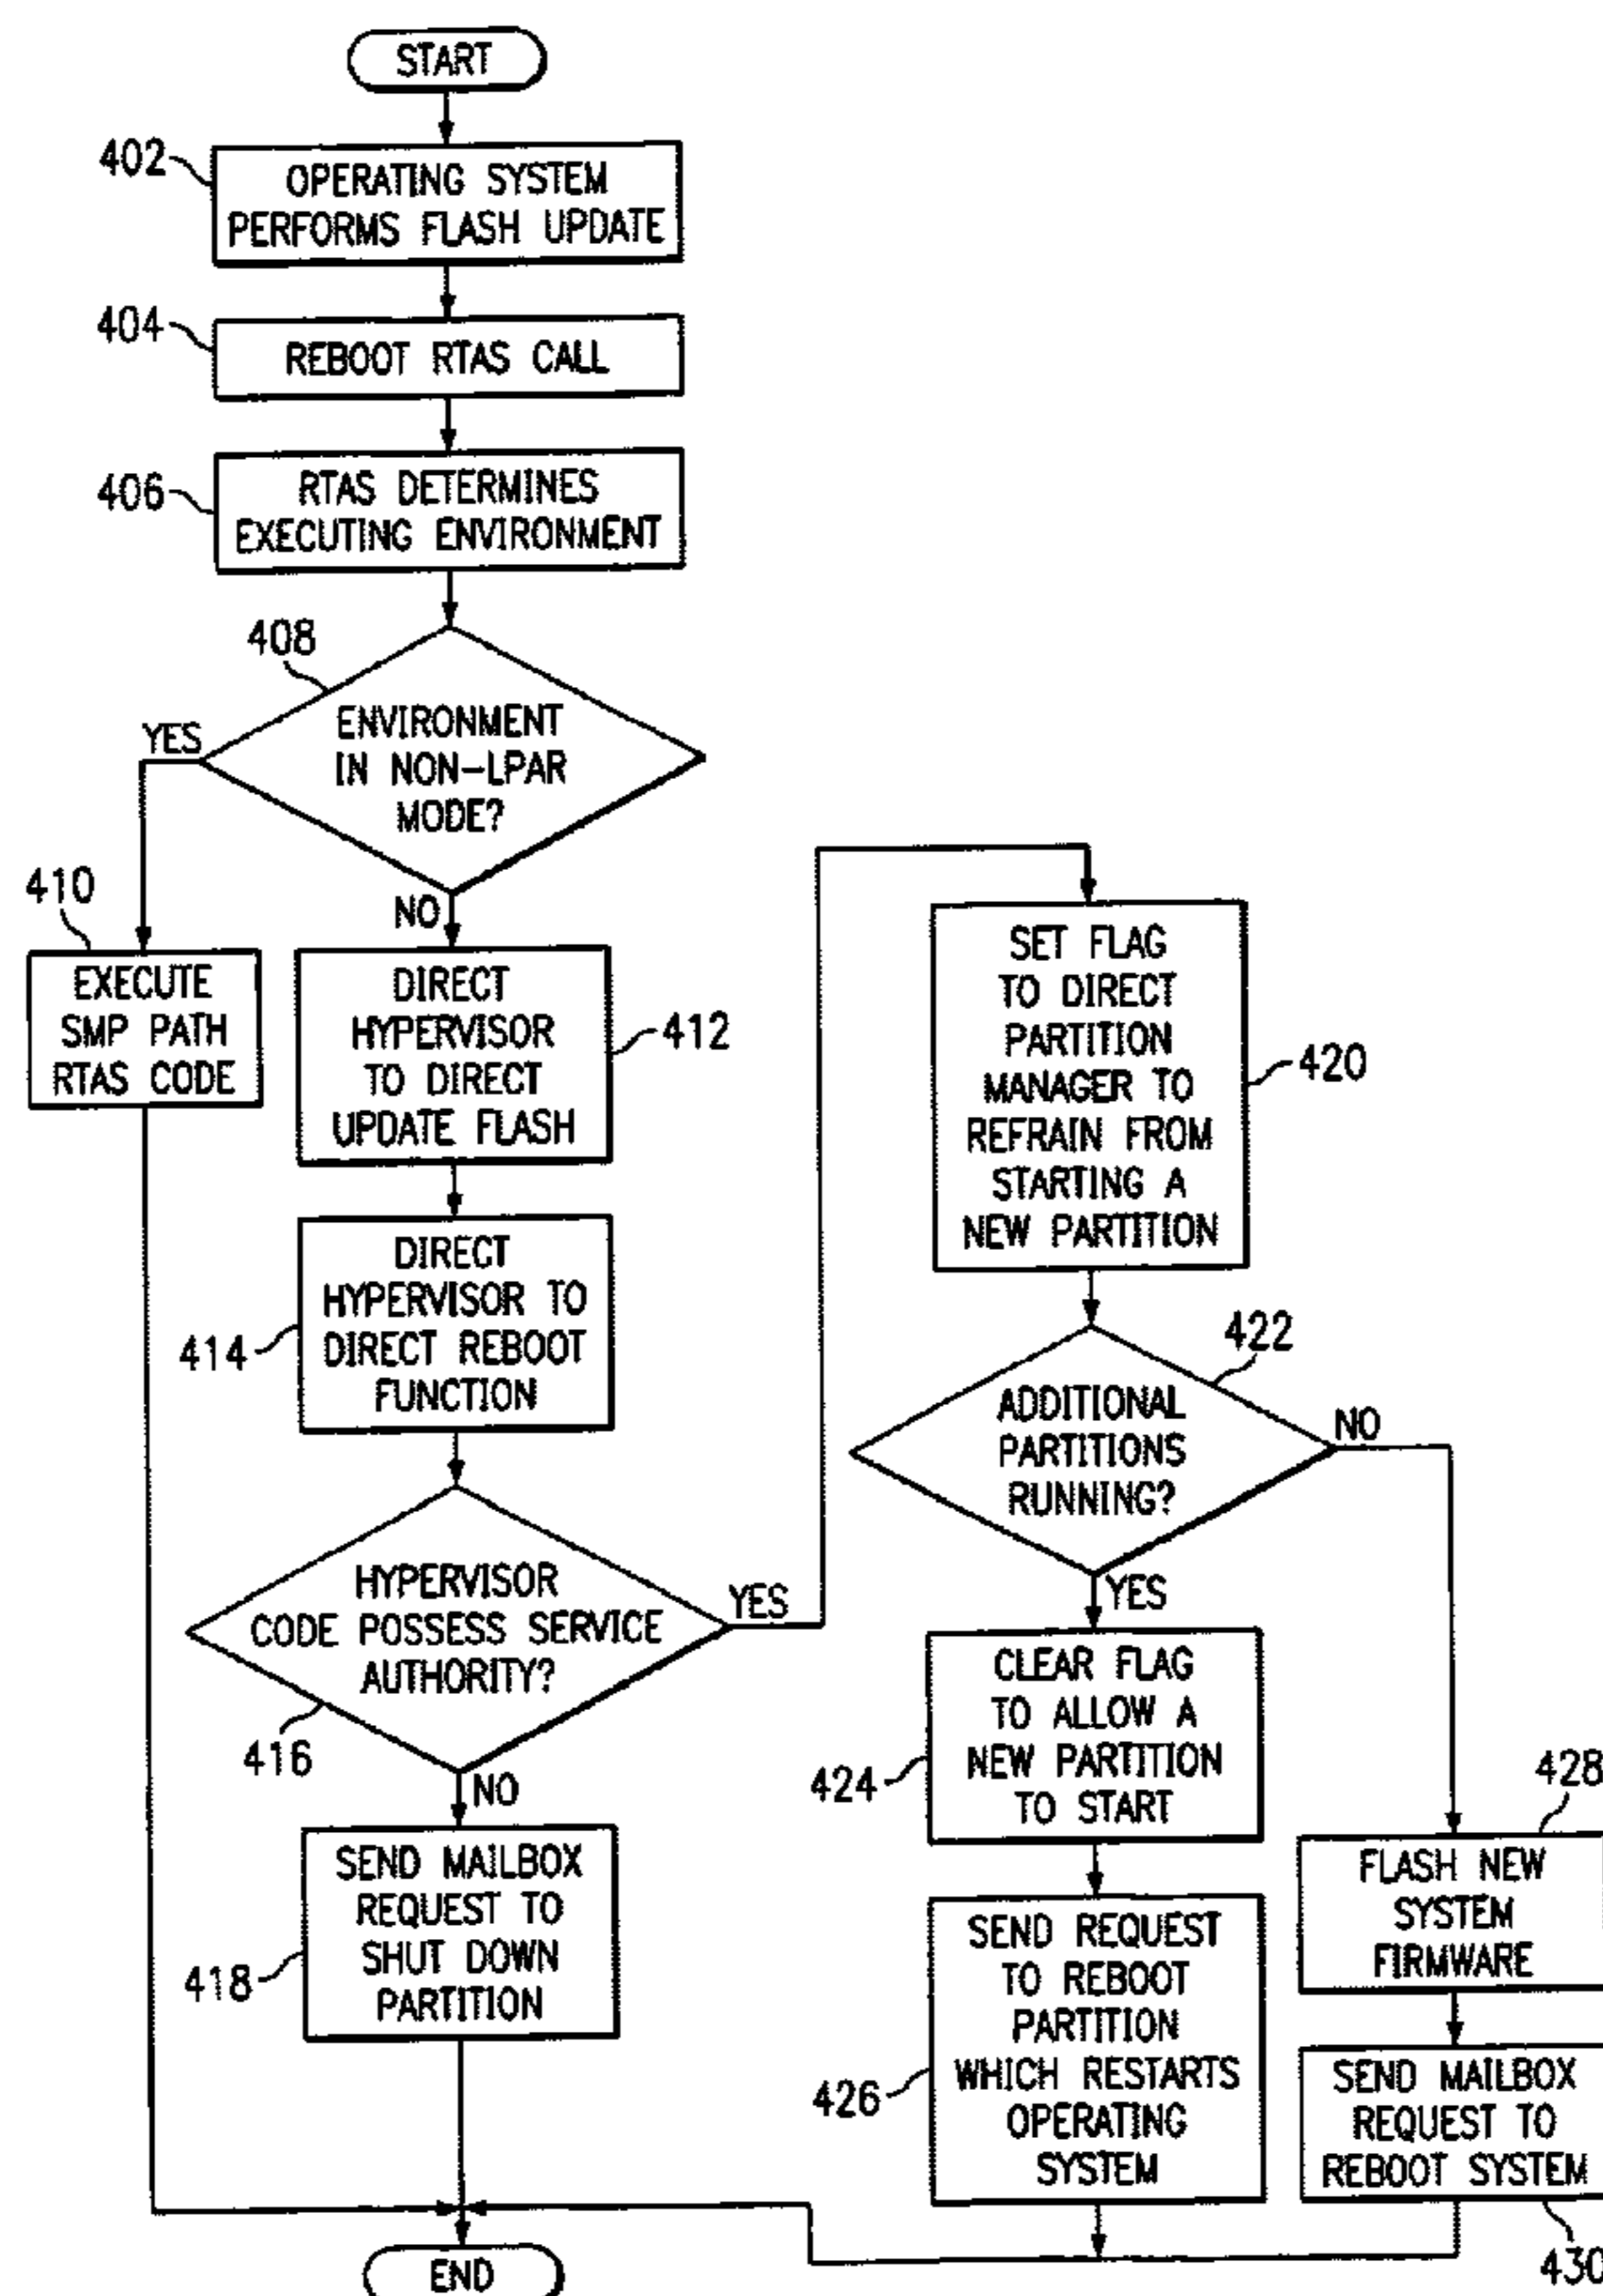 START
402
OPERATING SYSTEM
PERFORMS FLASH UPDATE
404
REBOOT RTAS CALL
406
RTAS DETERMINES
EXECUTING ENVIRONMENT
408
ENVIRONMENT
IN NON-LPAR
MODE?
YES
NO
410
EXECUTE
SMP PATH
RTAS CODE
DIRECT
HYPERVISOR
TO DIRECT
UPDATE FLASH
412
DIRECT
HYPERVISOR TO
DIRECT REBOOT
FUNCTION
414
HYPERVISOR
CODE POSSESS SERVICE
AUTHORITY?
416
YES
NO
SEND MAILBOX
REQUEST TO
SHUT DOWN
PARTITION
418
SET FLAG
TO DIRECT
PARTITION
MANAGER TO
REFRAIN FROM
STARTING A
NEW PARTITION
420
422
ADDITIONAL
PARTITIONS
RUNNING?
NO
YES
CLEAR FLAG
TO ALLOW A
NEW PARTITION
TO START
424
SEND REQUEST
TO REBOOT
PARTITION
WHICH RESTARTS
OPERATING
SYSTEM
426
428
FLASH NEW
SYSTEM
FIRMWARE
SEND MAILBOX
REQUEST TO
REBOOT SYSTEM
430
END